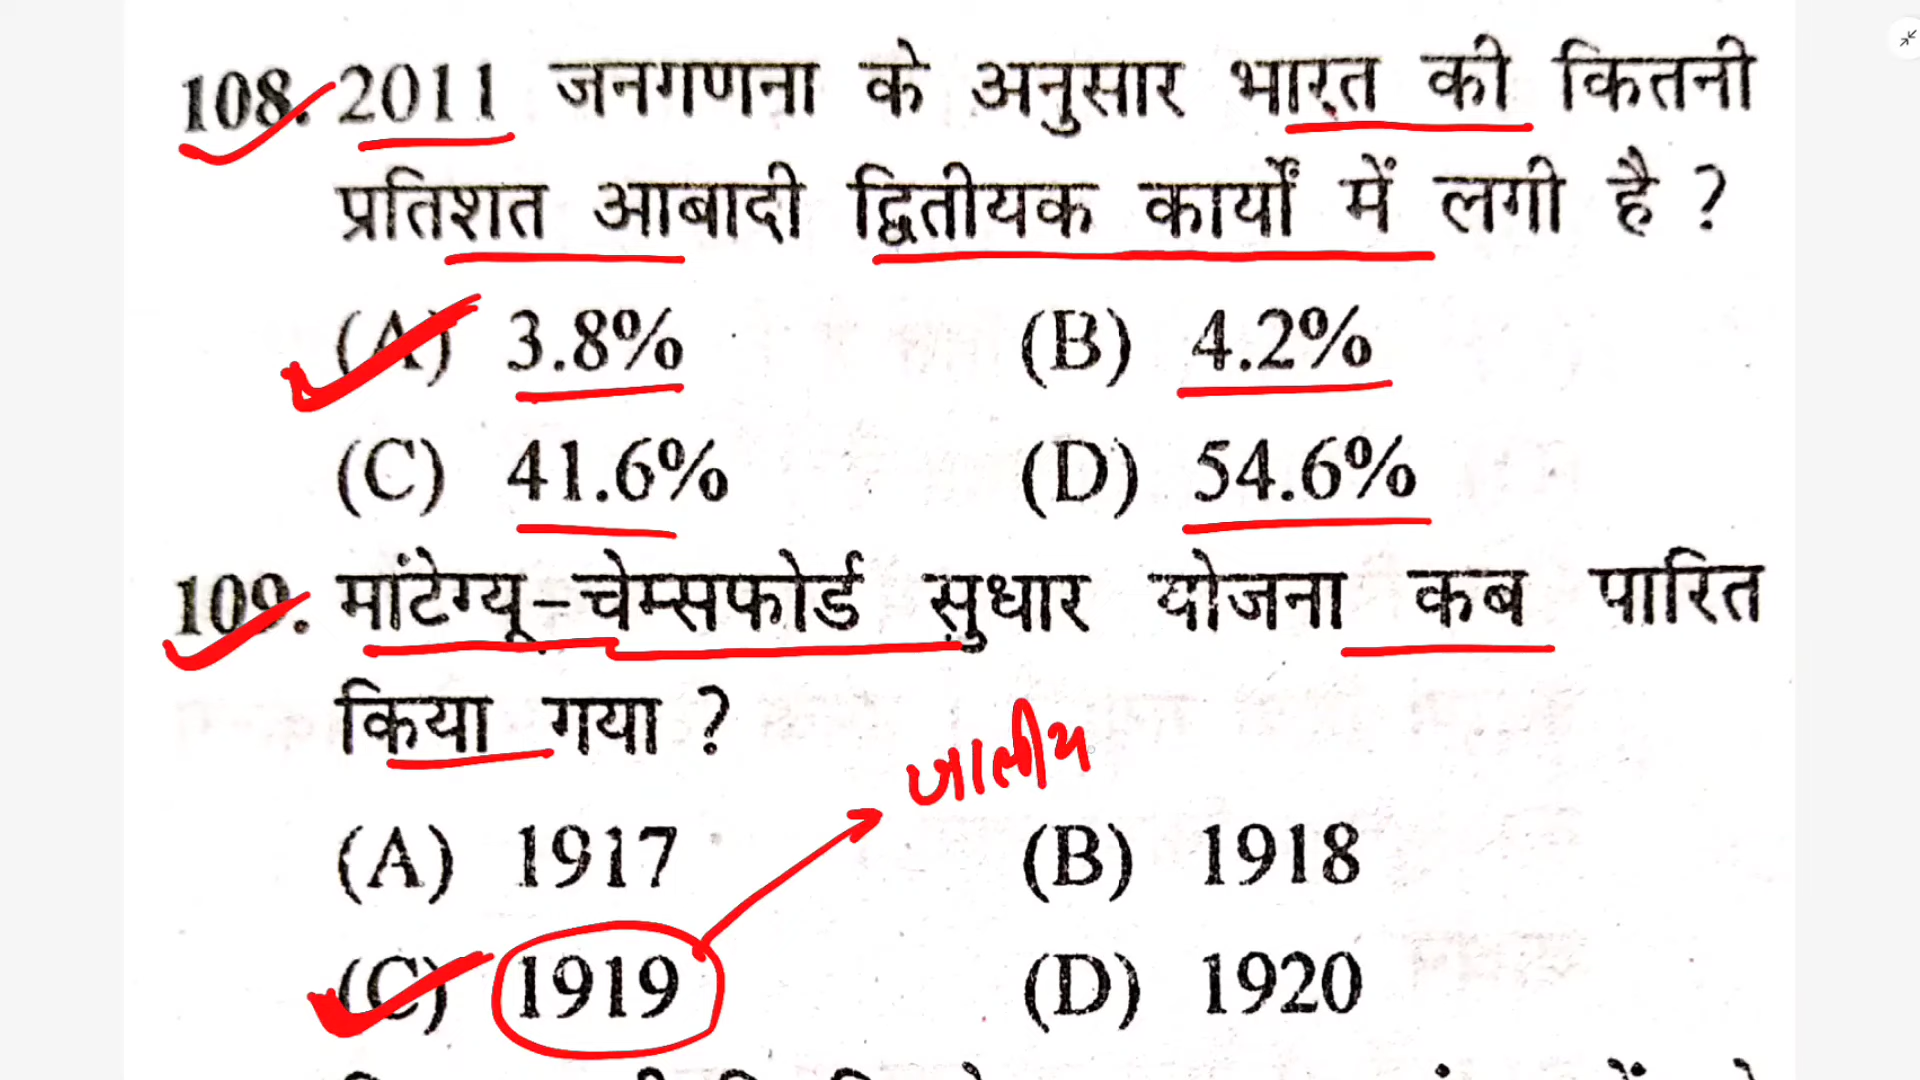 108. 2011 जनगणना के अनुसार भारत की कितनी
प्रतिशत आबादी द्वितीयक कार्यों में लगी है ?
(A) 3.8% (B) 4.2%
(C) 41.6% (D) 54.6%
109. मांटेग्यू-चेम्सफोर्ड सुधार योजना कब पारित
किया गया ?
(A) 1917 (B) 1918
(C) 1919 (D) 1920